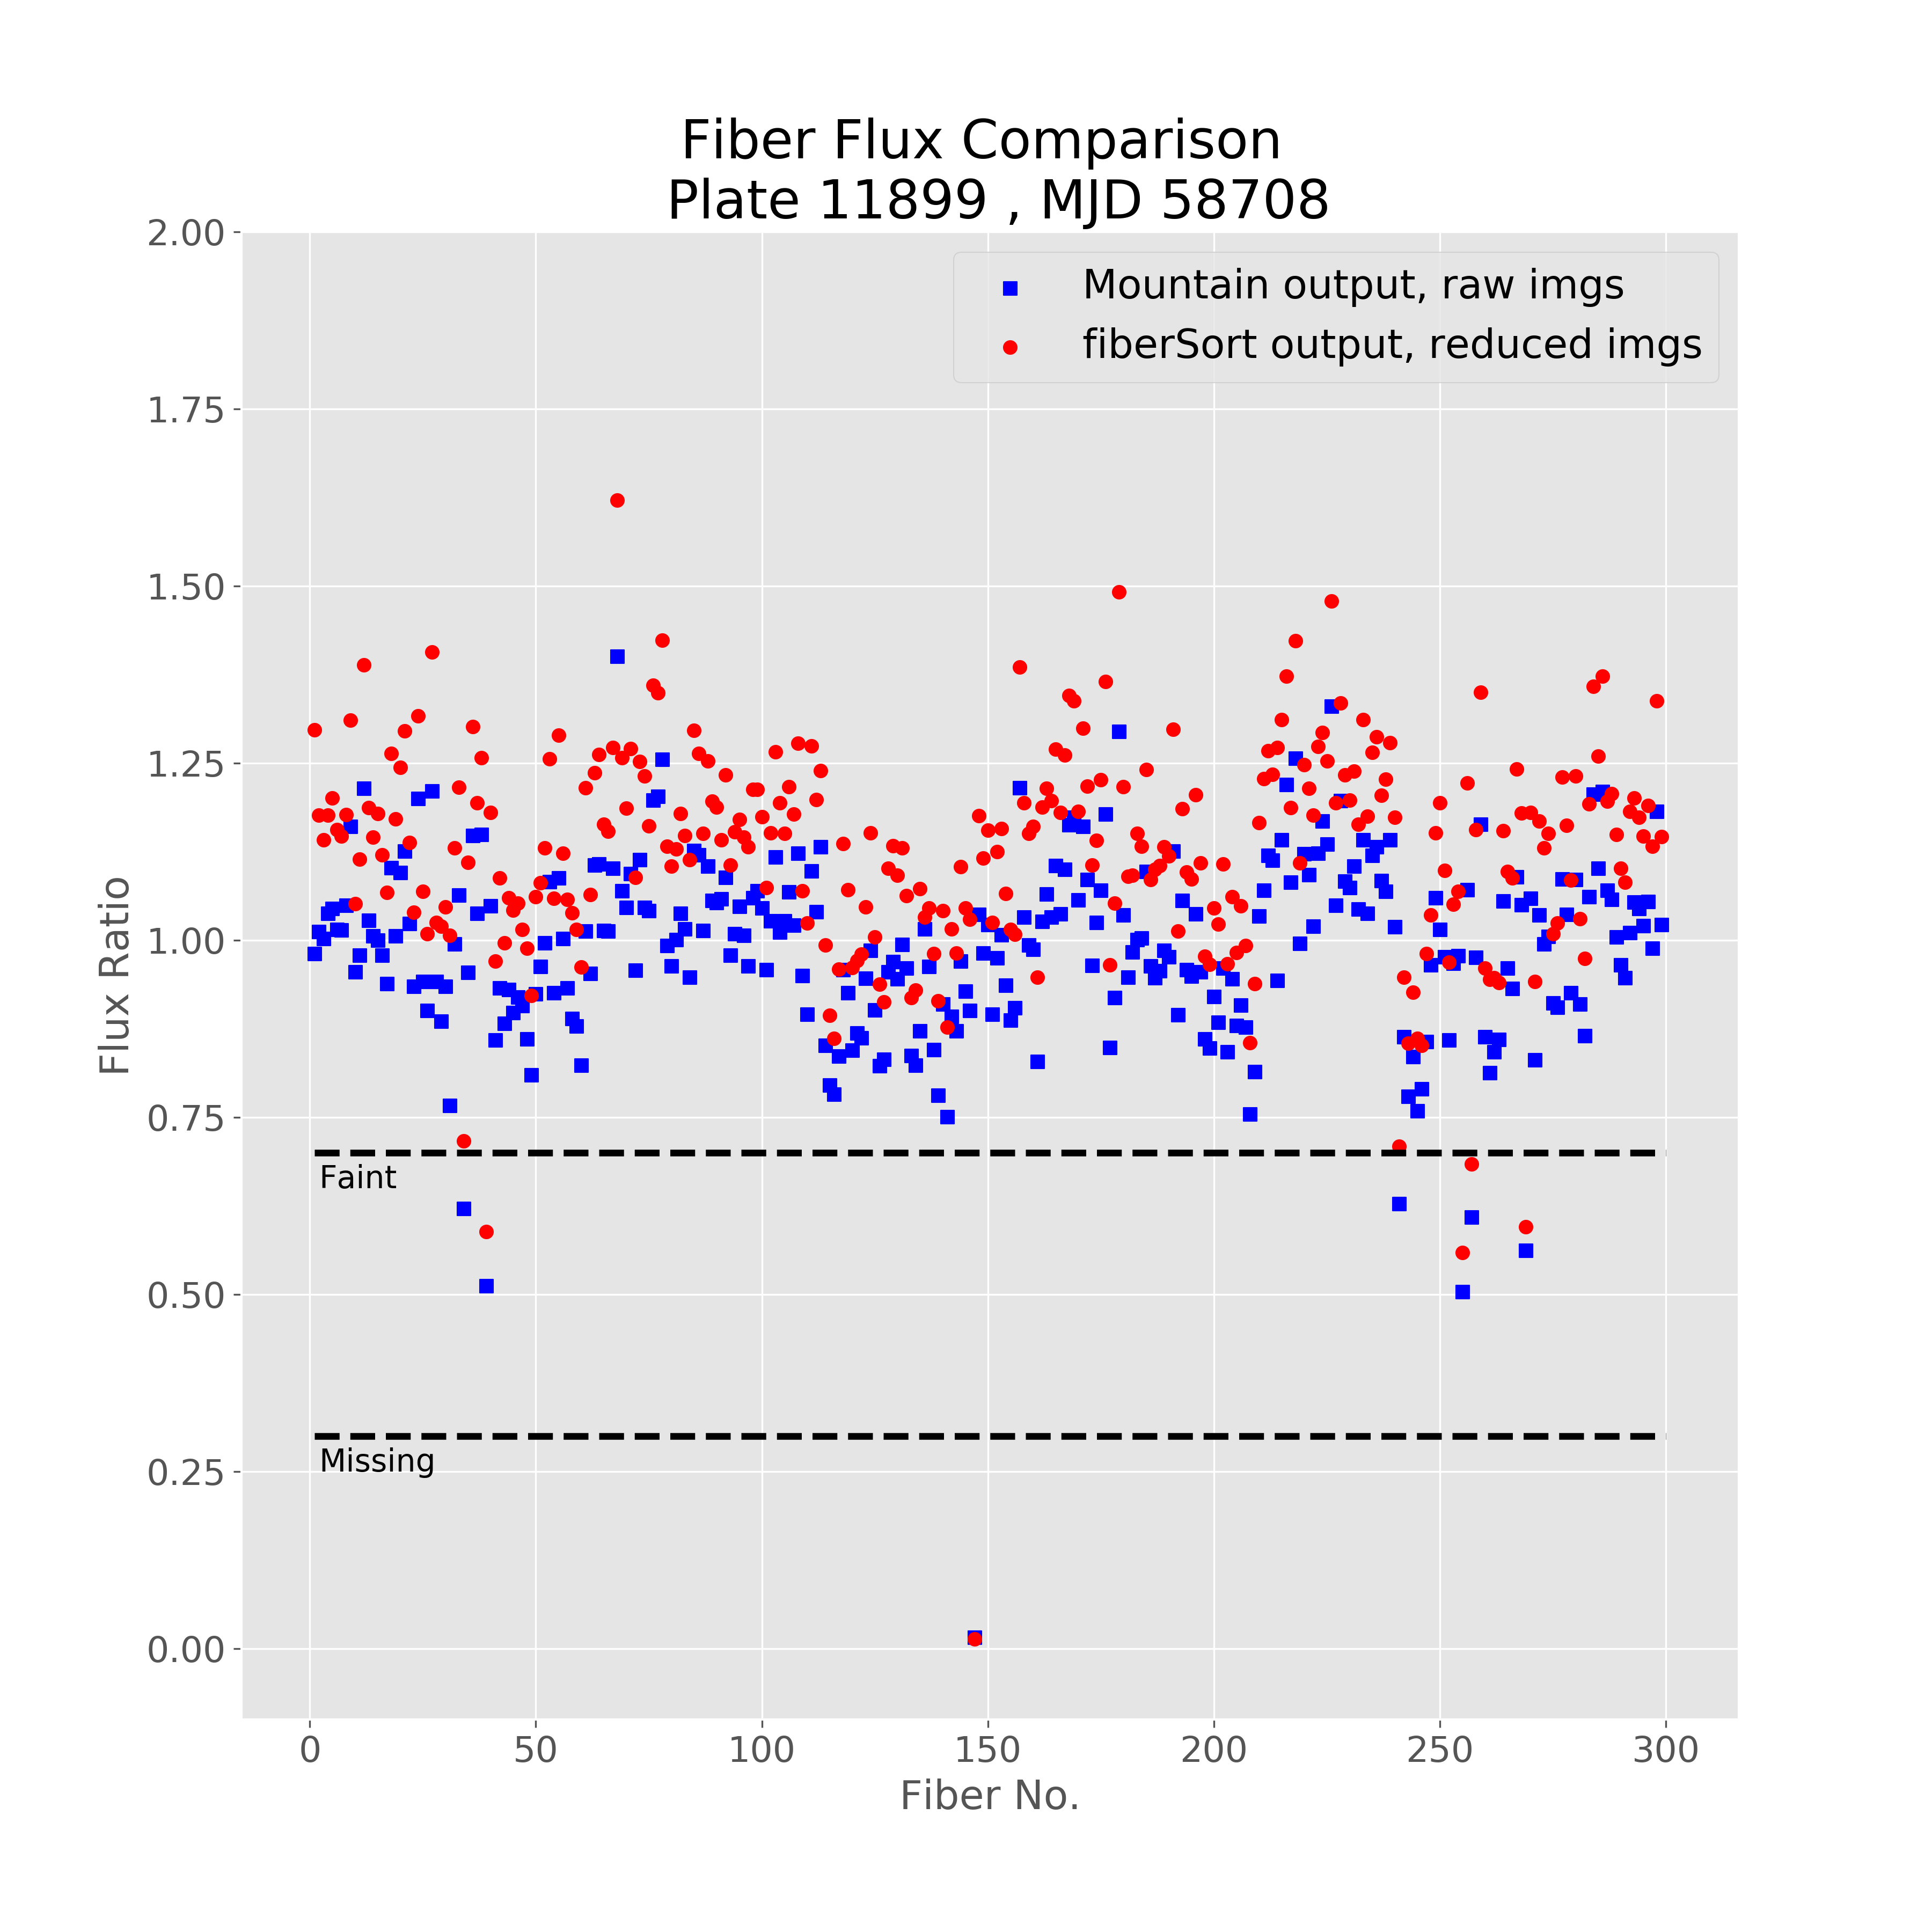 Fiber Flux Comparison
Plate 11899 , MJD 58708
2.00
1.75
1.50
1.25
1.00
0.75
0.50
0.25
0.00
Flux Ratio
Mountain output, raw imgs
fiberSort output, reduced imgs
Faint
Missing
0 50 100 150 200 250 300
Fiber No.